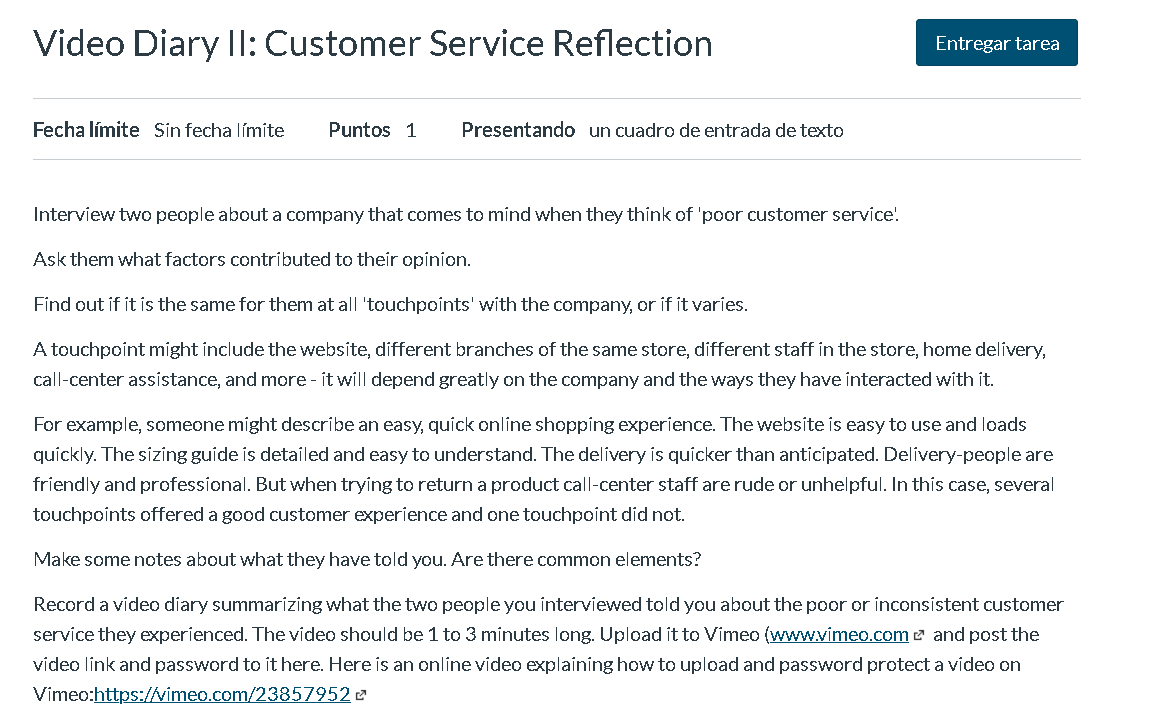 Video Diary II: Customer Service Reflection
Entregar tarea
Fecha límite Sin fecha límite Puntos 1 Presentando un cuadro de entrada de texto
Interview two people about a company that comes to mind when they think of 'poor customer service'.
Ask them what factors contributed to their opinion.
Find out if it is the same for them at all 'touchpoints' with the company, or if it varies.
A touchpoint might include the website, different branches of the same store, different staff in the store, home delivery,
call-center assistance, and more - it will depend greatly on the company and the ways they have interacted with it.
For example, someone might describe an easy, quick online shopping experience. The website is easy to use and loads
quickly. The sizing guide is detailed and easy to understand. The delivery is quicker than anticipated. Delivery-people are
friendly and professional. But when trying to return a product call-center staff are rude or unhelpful. In this case, several
touchpoints offered a good customer experience and one touchpoint did not.
Make some notes about what they have told you. Are there common elements?
Record a video diary summarizing what the two people you interviewed told you about the poor or inconsistent customer
service they experienced. The video should be 1 to 3 minutes long. Upload it to Vimeo (www.vimeo.com and post the
video link and password to it here. Here is an online video explaining how to upload and password protect a video on
Vimeo:https://vimeo.com/23857952